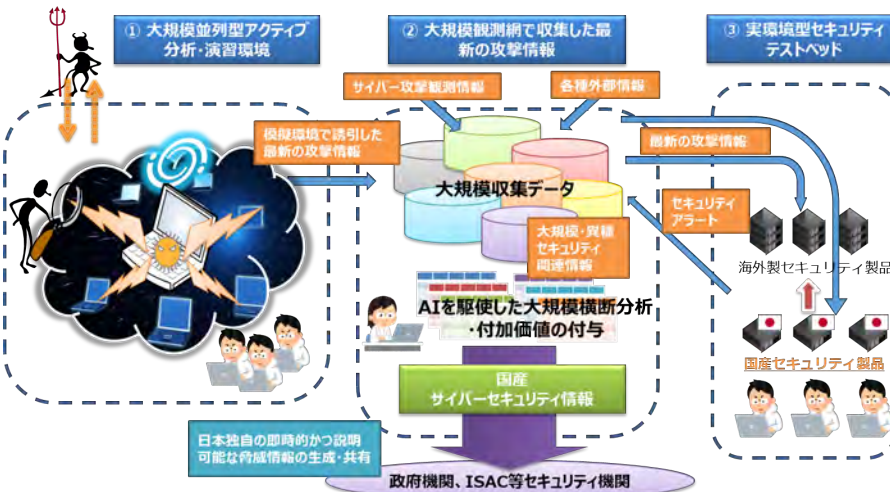 ① 大規模並列型アクティブ
分析・演習環境
② 大規模観測網で収集した最
新の攻撃情報
③ 実環境型セキュリティ
テストベッド
サイバー攻撃観測情報
各種外部情報
模擬環境で誘引した
最新の攻撃情報
最新の攻撃情報
大規模収集データ
セキュリティ
アラート
大規模・異種
セキュリティ
関連情報
海外製セキュリティ製品
AIを駆使した大規模横断分析
・付加価値の付与
国産セキュリティ製品
国産
サイバーセキュリティ情報
日本独自の即時的かつ説明
可能な脅威情報の生成・共有
政府機関、ISAC等セキュリティ機関